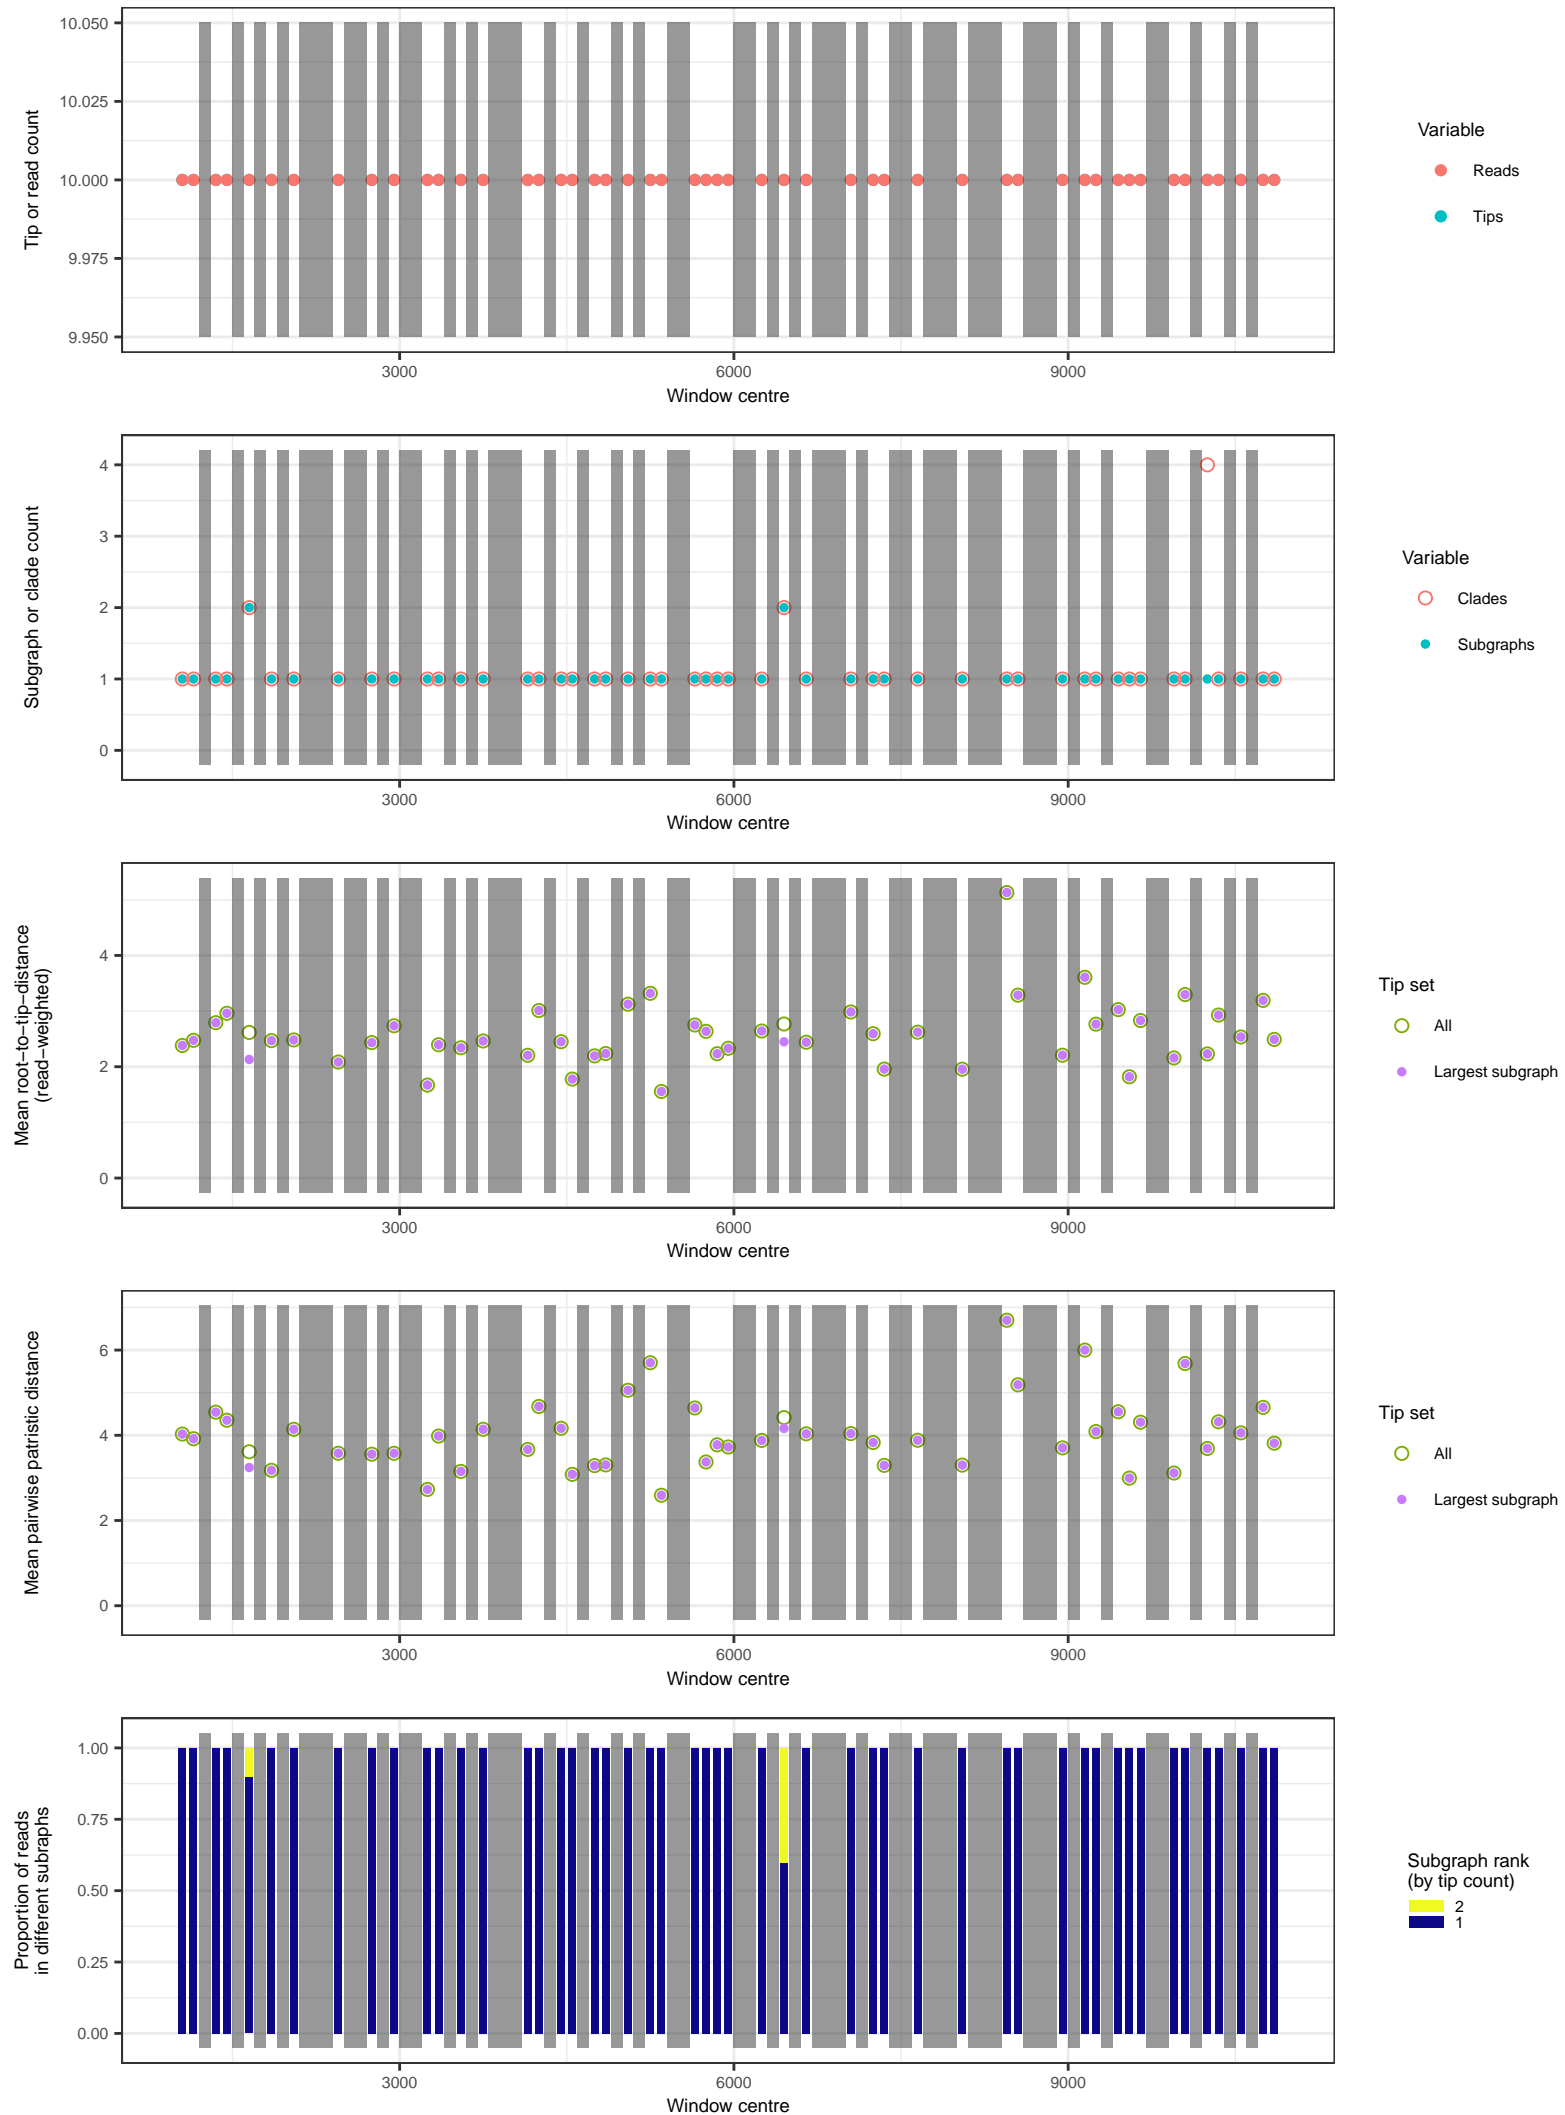 10.050
10.025
10.000
9.975
9.950
Tip or read count
3000
6000
9000
Window centre
Variable
Reads
Tips
4
3
2
1
0
Subgraph or clade count
3000
6000
9000
Window centre
Variable
Clades
Subgraphs
4
2
0
Mean root−to−tip−distance
(read−weighted)
3000
6000
9000
Window centre
Tip set
All
Largest subgraph
6
4
2
0
Mean pairwise patristic distance
3000
6000
9000
Window centre
Tip set
All
Largest subgraph
1.00
0.75
0.50
0.25
0.00
Proportion of reads
in different subraphs
3000
6000
9000
Window centre
Subgraph rank
(by tip count)
2
1